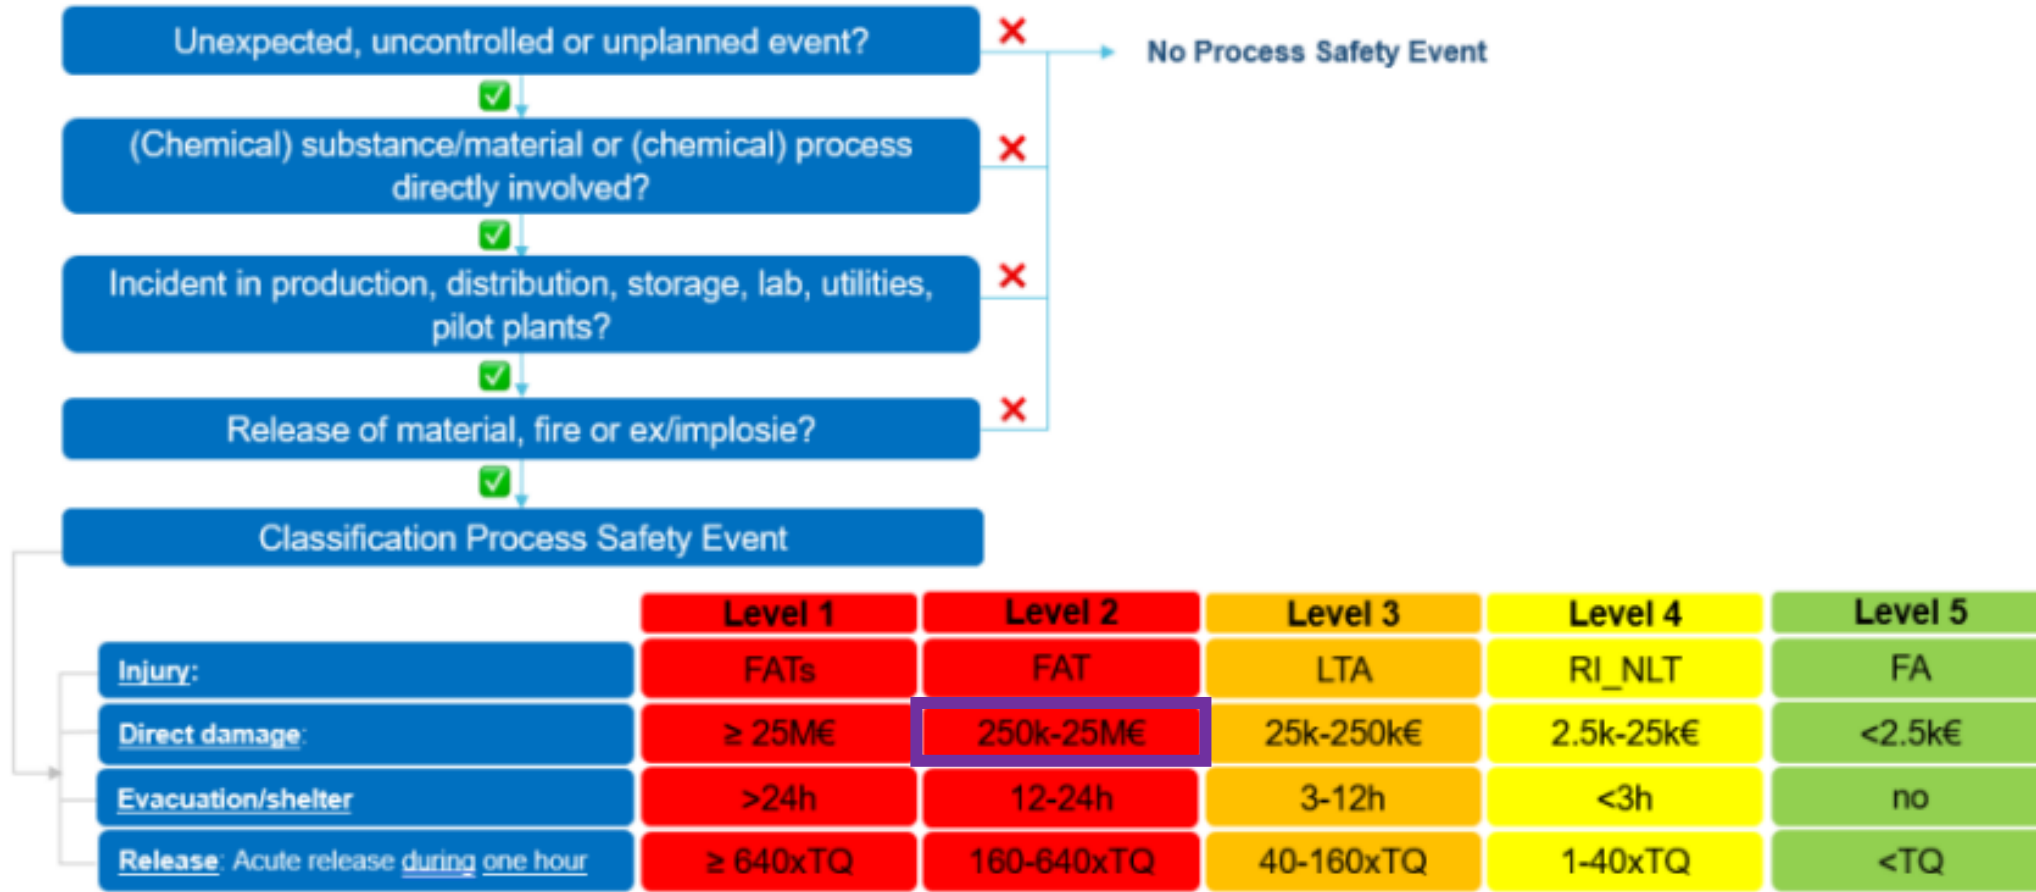 Unexpected, uncontrolled or unplanned event?
No Process Safety Event
(Chemical) substance/material or (chemical) process
directly involved?
Incident in production, distribution, storage, lab, utilities,
pilot plants?
Release of material, fire or ex/implosie?
Classification Process Safety Event
Level 1 Level 2 Level 3 Level 4 Level 5
Injury: FATs FAT LTA RI_NLT FA
Direct damage: ≥ 25M€ 250k-25M€ 25k-250k€ 2.5k-25k€ <2.5k€
Evacuation/shelter >24h 12-24h 3-12h <3h no
Release: Acute release during one hour ≥ 640xTQ 160-640xTQ 40-160xTQ 1-40xTQ <TQ